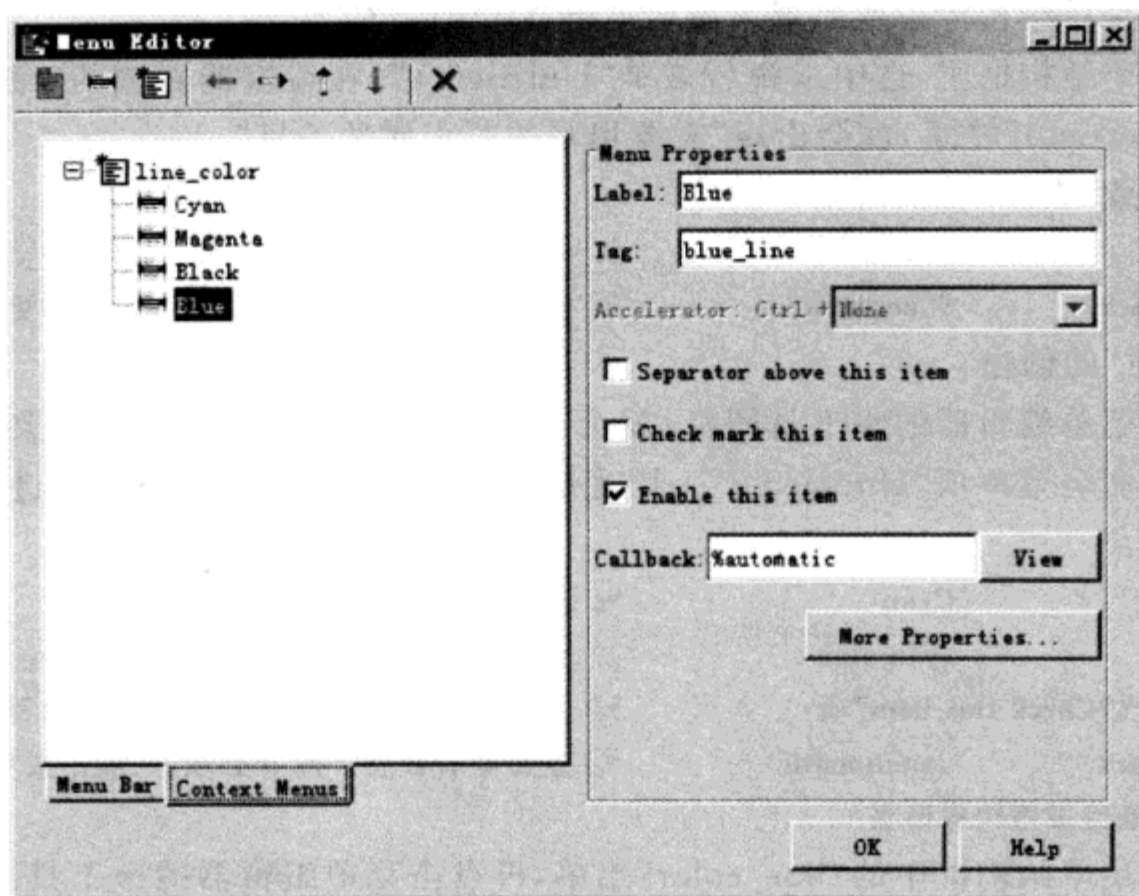 Menu Editor
line_color
Cyan
Magenta
Black
Blue
Menu Bar
Context Menus
Menu Properties
Label: Blue
Tag: blue_line
Accelerator: Ctrl + None
Separator above this item
Check mark this item
Enable this item
Callback: %automatic View
More Properties...
OK Help